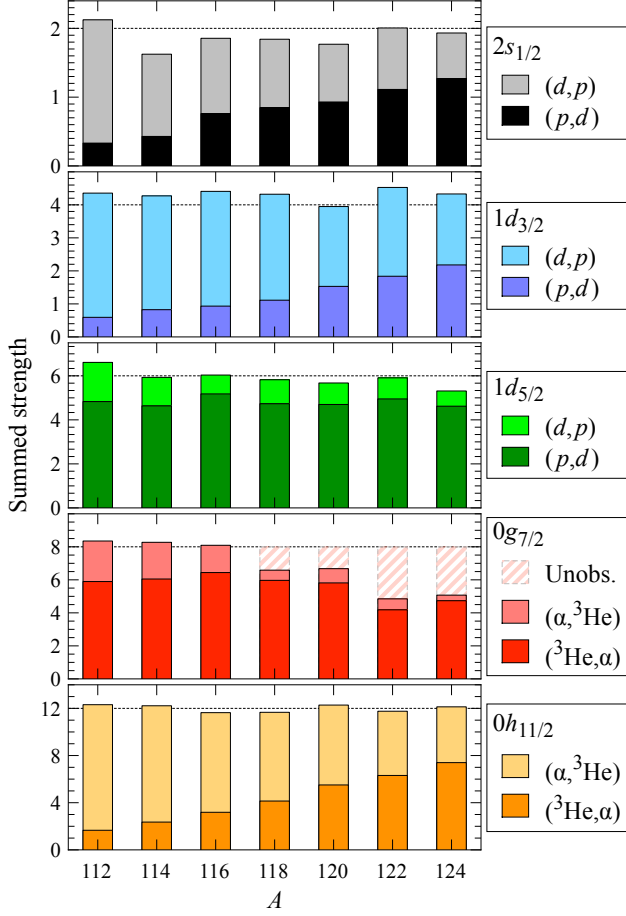 2
1
0
2s1/2
(d,p)
(p,d)
4
3
2
1
0
1d3/2
(d,p)
(p,d)
Summed strength
6
4
2
0
1d5/2
(d,p)
(p,d)
8
6
4
2
0
0g7/2
Unobs.
(α,3He)
(3He,α)
12
8
4
0
0h11/2
(α,3He)
(3He,α)
112 114 116 118 120 122 124
A